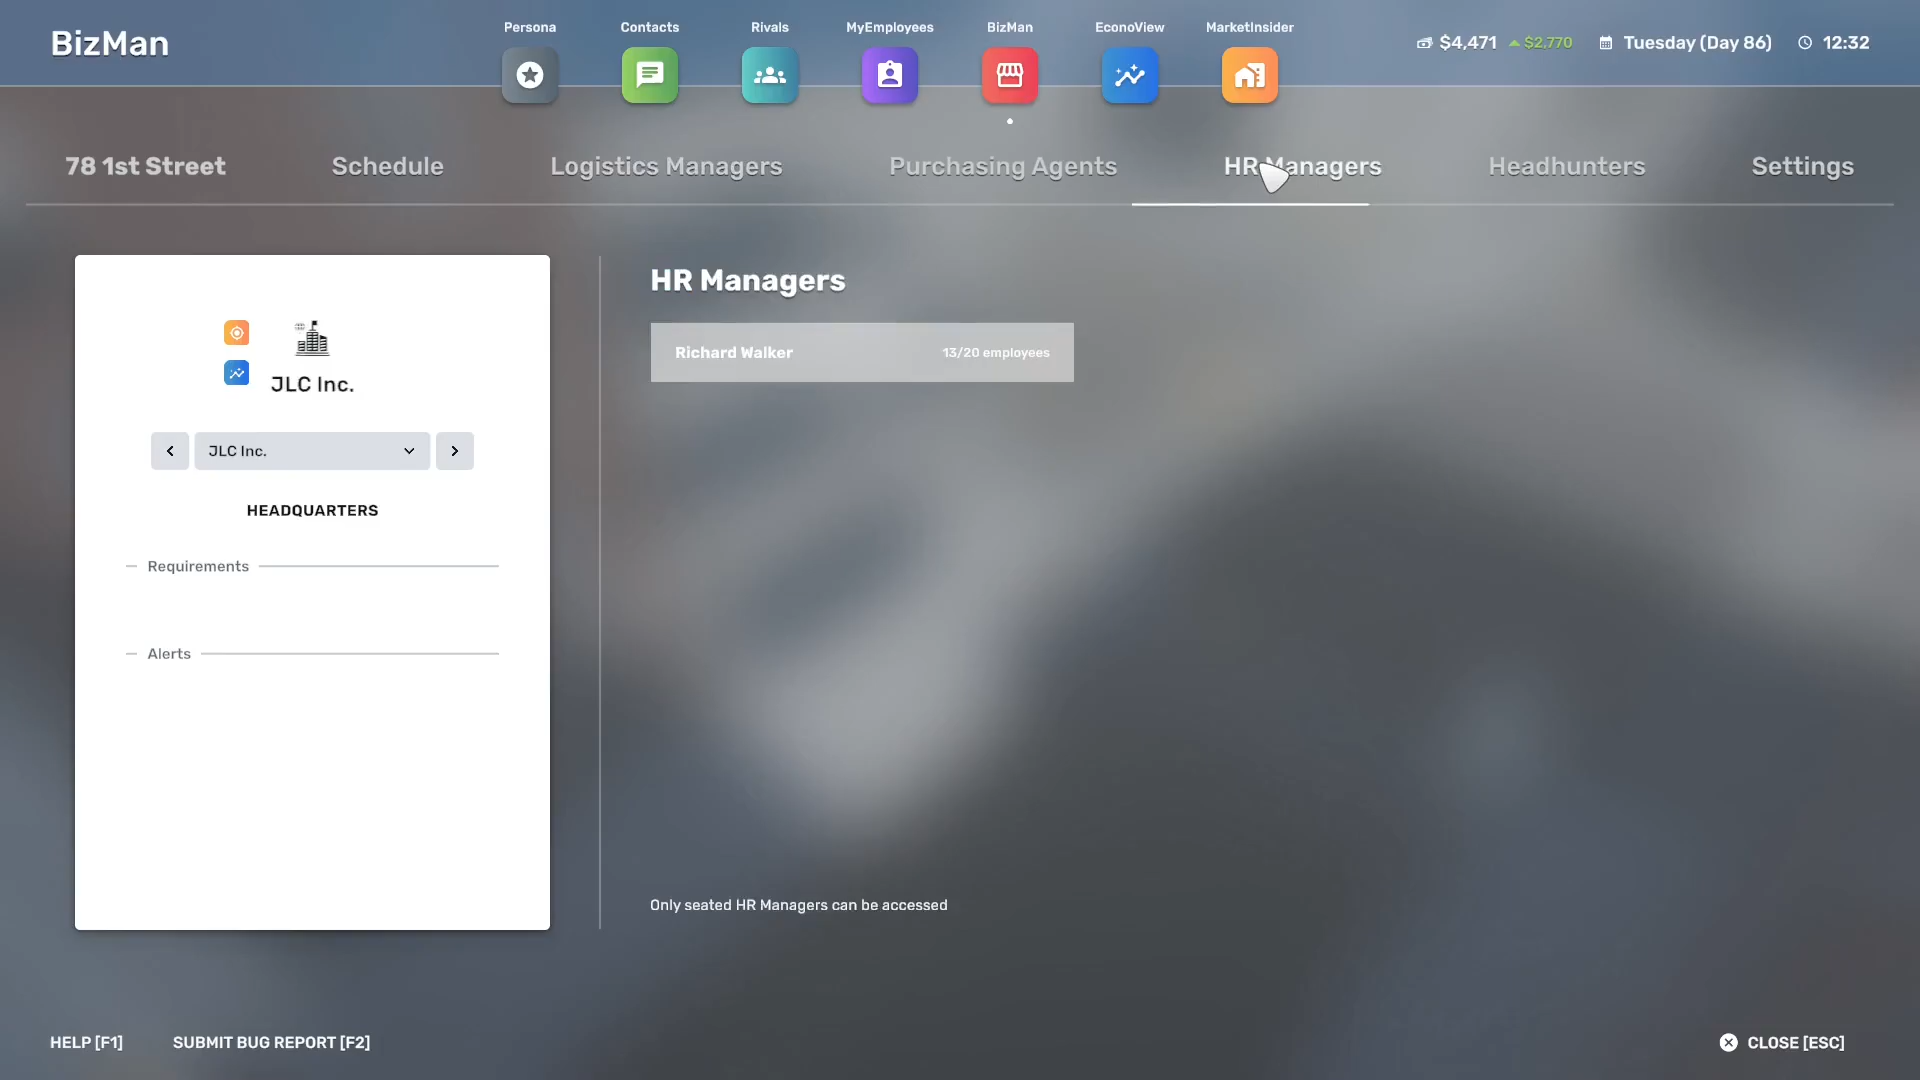 BizMan
Persona
Contacts
Rivals
MyEmployees
BizMan
EconoView
MarketInsider
$4,471
$2,770
Tuesday (Day 86)
12:32
78 1st Street
Schedule
Logistics Managers
Purchasing Agents
HR Managers
Headhunters
Settings
JLC Inc.
JLC Inc.
HEADQUARTERS
Requirements
Alerts
HR Managers
Richard Walker
13/20 employees
Only seated HR Managers can be accessed
HELP [F1]
SUBMIT BUG REPORT [F2]
CLOSE [ESC]